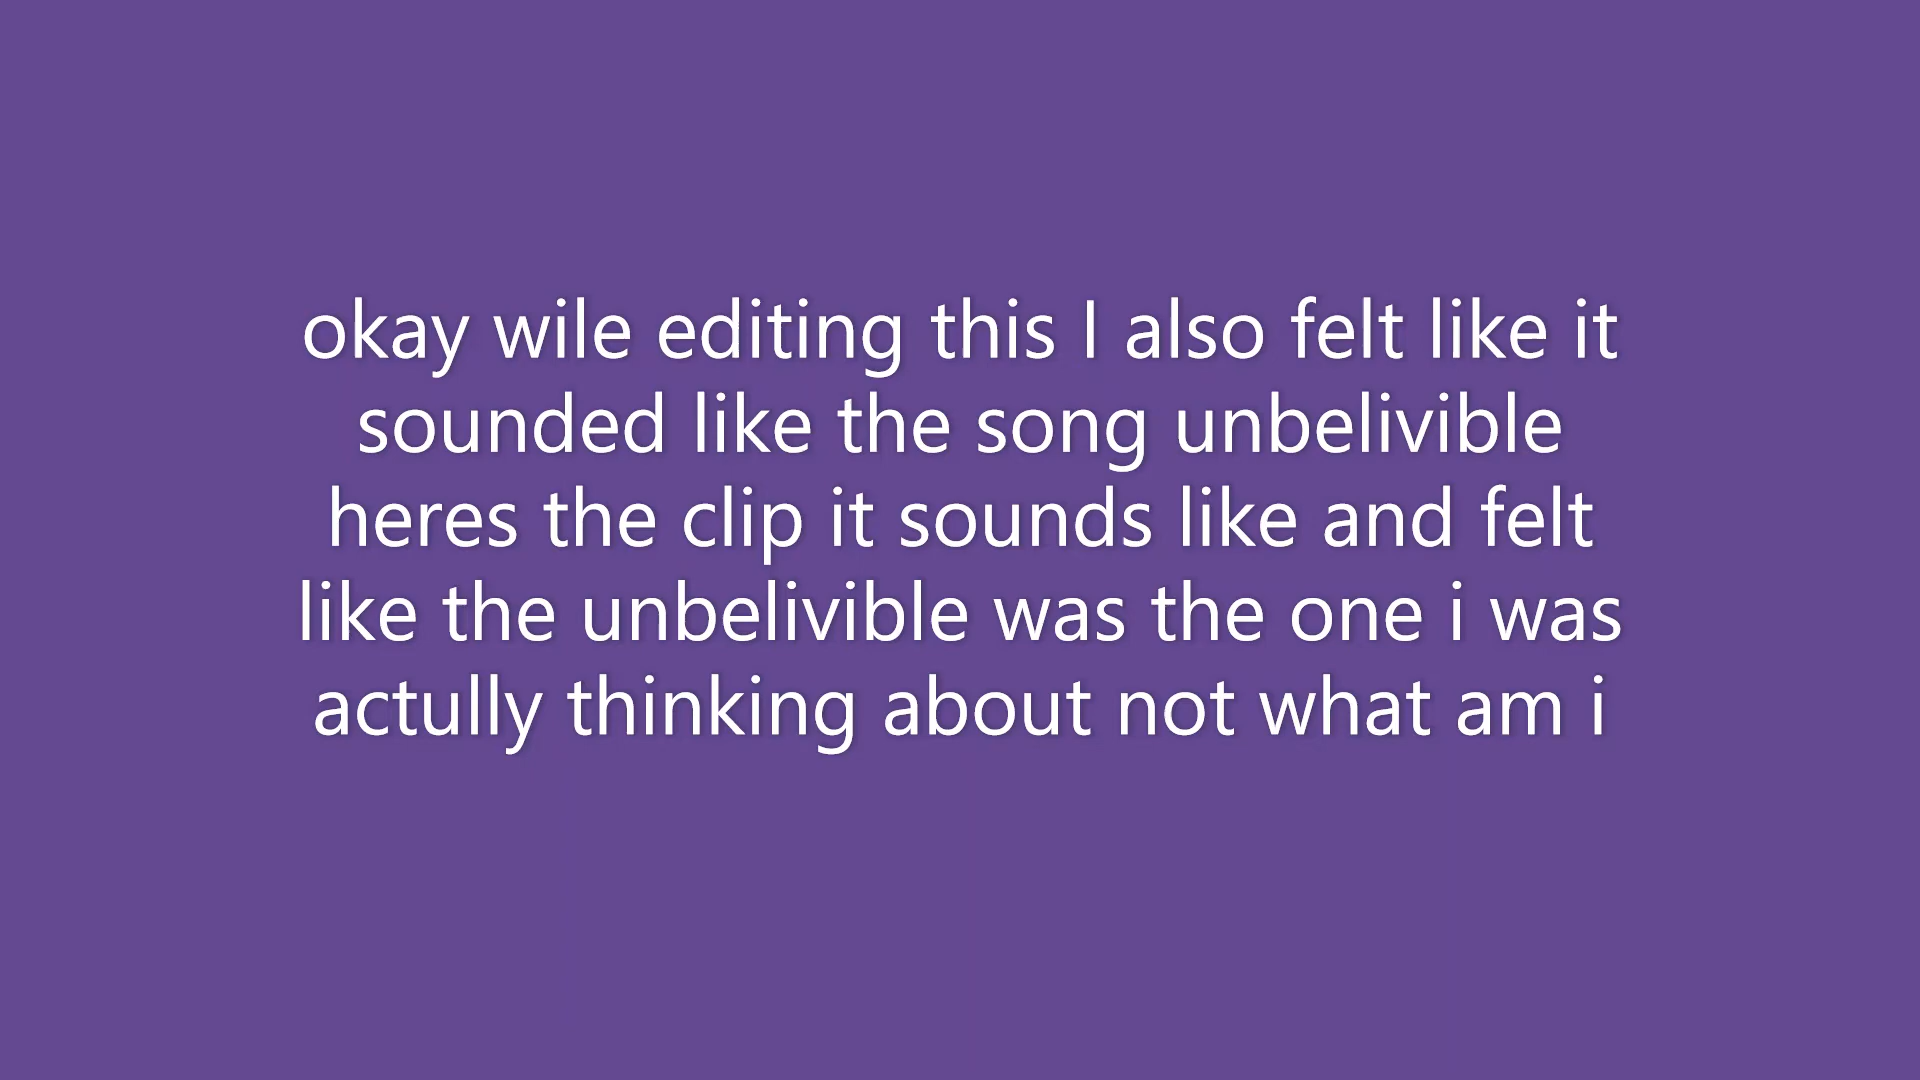 okay wile editing this I also felt like it
sounded like the song unbelivible
heres the clip it sounds like and felt
like the unbelivible was the one i was
actully thinking about not what am i